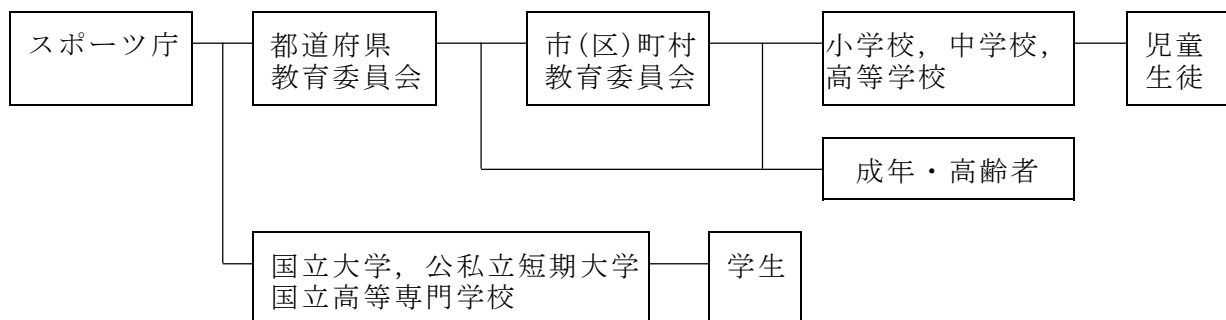 スポーツ庁
都道府県
教育委員会
市(区)町村
教育委員会
小学校，中学校，
高等学校
児童
生徒
成年・高齢者
国立大学，公私立短期大学
国立高等専門学校
学生